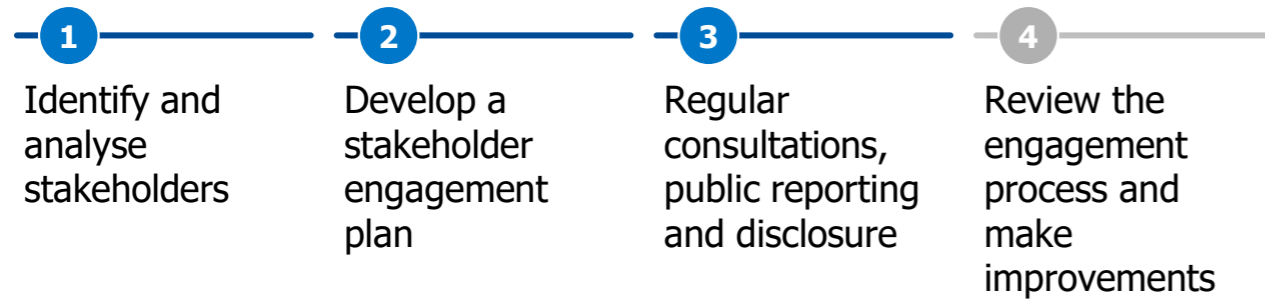 1
Identify and
analyse
stakeholders
2
Develop a
stakeholder
engagement
plan
3
Regular
consultations,
public reporting
and disclosure
4
Review the
engagement
process and
make
improvements